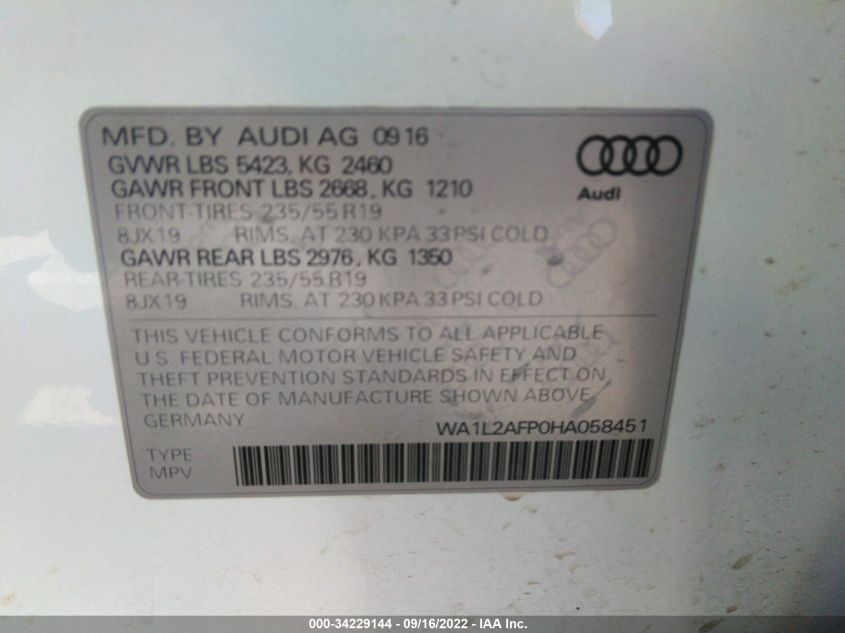 MFD. BY AUDI AG 09 16
GVWR LBS 5423, KG 2460
GAWR FRONT LBS 2668, KG 1210
FRONT-TIRES 235/55 R19
8JX19 RIMS, AT 230 KPA 33 PSI COLD
GAWR REAR LBS 2976, KG 1350
REAR-TIRES 235/55 R19
8JX19 RIMS, AT 230 KPA 33 PSI COLD
Audi
THIS VEHICLE CONFORMS TO ALL APPLICABLE
U.S. FEDERAL MOTOR VEHICLE SAFETY AND
THEFT PREVENTION STANDARDS IN EFFECT ON
THE DATE OF MANUFACTURE SHOWN ABOVE
GERMANY
WA1L2AFP0HA058451
TYPE
MPV
000-34229144 - 09/16/2022 - IAA Inc.